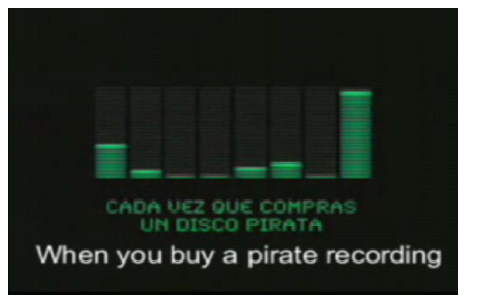 CADA VEZ QUE COMPRAS
UN DISCO PIRATA
When you buy a pirate recording